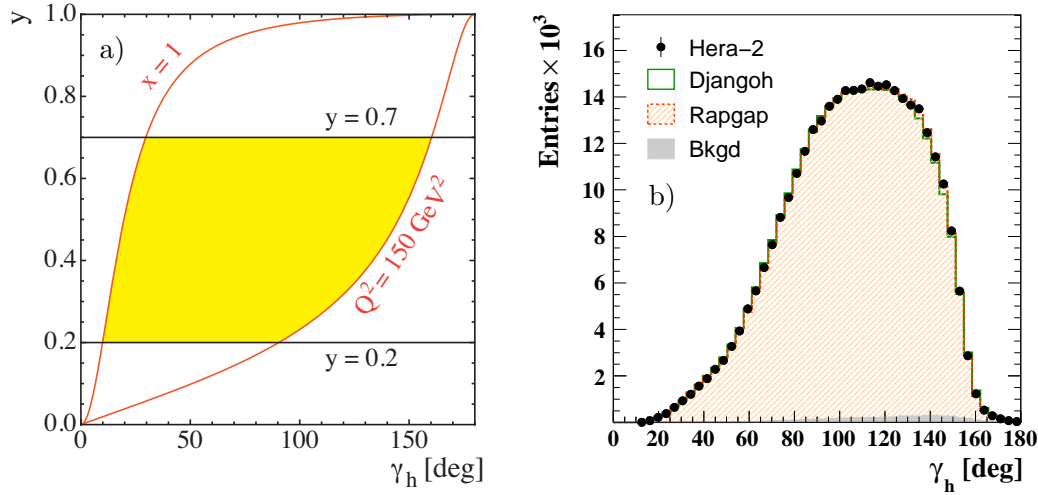 y
a)
x = 1
y = 0.7
Q² = 150 GeV²
y = 0.2
1.0
0.8
0.6
0.4
0.2
0.0
0 50 100 150
γh [deg]
Entries × 10³
16
14
12
10
8
6
4
2
Hera−2
Djangoh
Rapgap
Bkgd
b)
0 20 40 60 80 100 120 140 160 180
γh [deg]